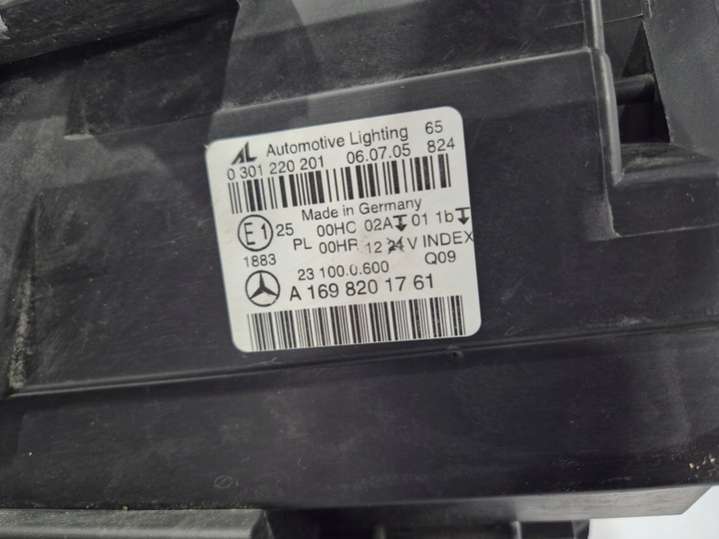 AL Automotive Lighting 65
0 301 220 201 06.07.05 824
Made in Germany
E1 25 00HC 02A 01 1b
PL 00HR 12 24 V INDEX
1883 23 100.0.600 Q09
A 169 820 17 61